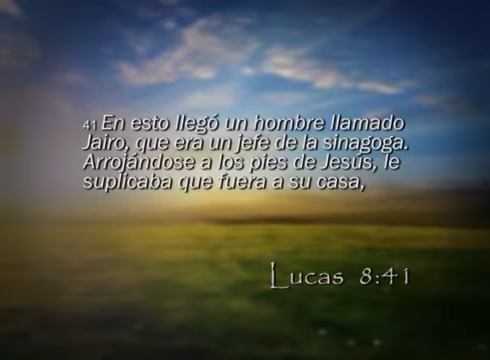 41 En esto llegó un hombre llamado
Jairo, que era un jefe de la sinagoga.
Arrojándose a los pies de Jesús, le
suplicaba que fuera a su casa,
Lucas 8:41